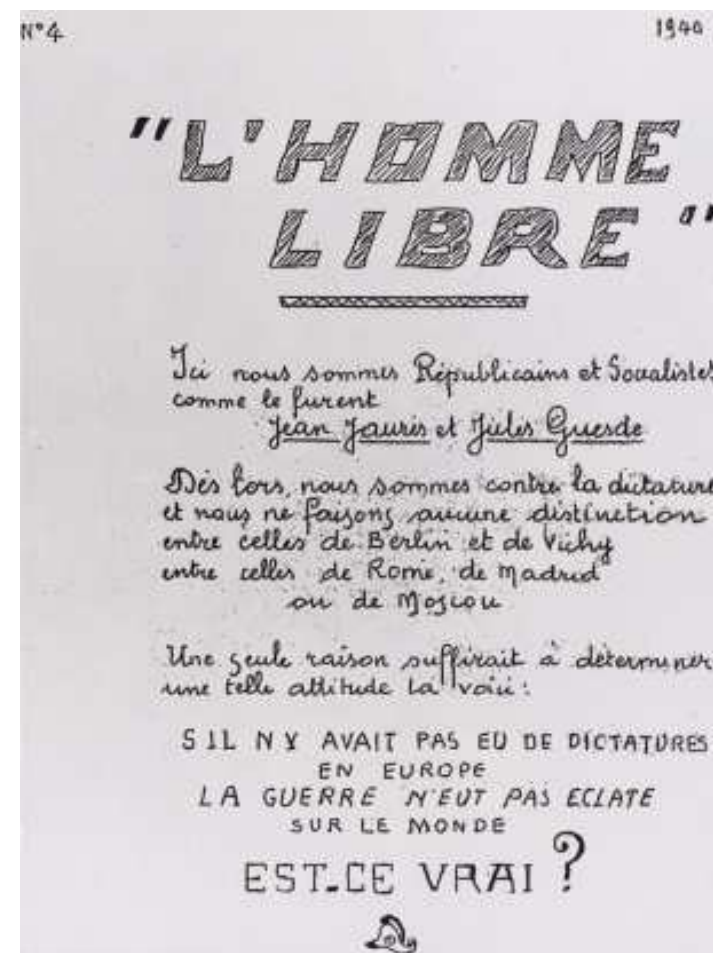 N°4
1940
"L'HOMME
LIBRE"
Ici nous sommes Républicains et Socialistes
comme le furent
Jean Jaurès et Jules Guesde
Dès lors, nous sommes contre la dictature
et nous ne faisons aucune distinction
entre celles de Berlin et de Vichy
entre celles de Rome, de Madrid
ou de Moscou
Une seule raison suffirait à déterminer
une telle attitude La voici :
S IL N Y AVAIT PAS EU DE DICTATURES
EN EUROPE
LA GUERRE N'EUT PAS ECLATE
SUR LE MONDE
EST-CE VRAI ?